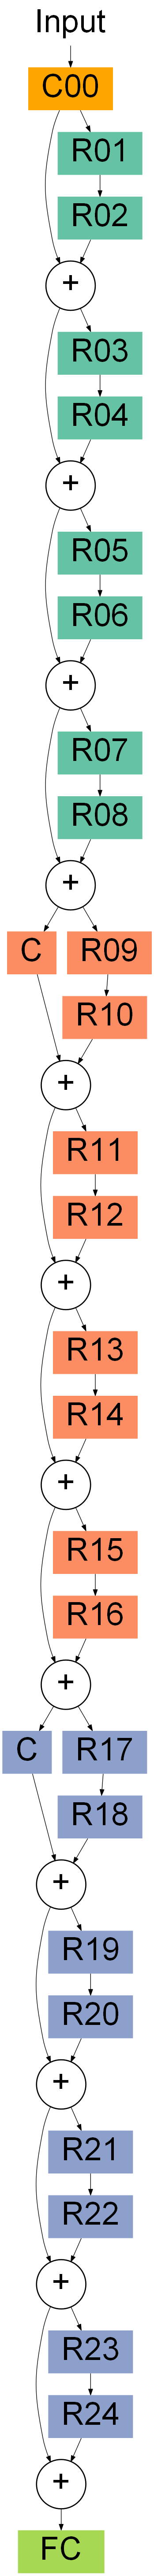 Input
C00
R01
R02
+
R03
R04
+
R05
R06
+
R07
R08
+
C R09
R10
+
R11
R12
+
R13
R14
+
R15
R16
+
C R17
R18
+
R19
R20
+
R21
R22
+
R23
R24
+
FC